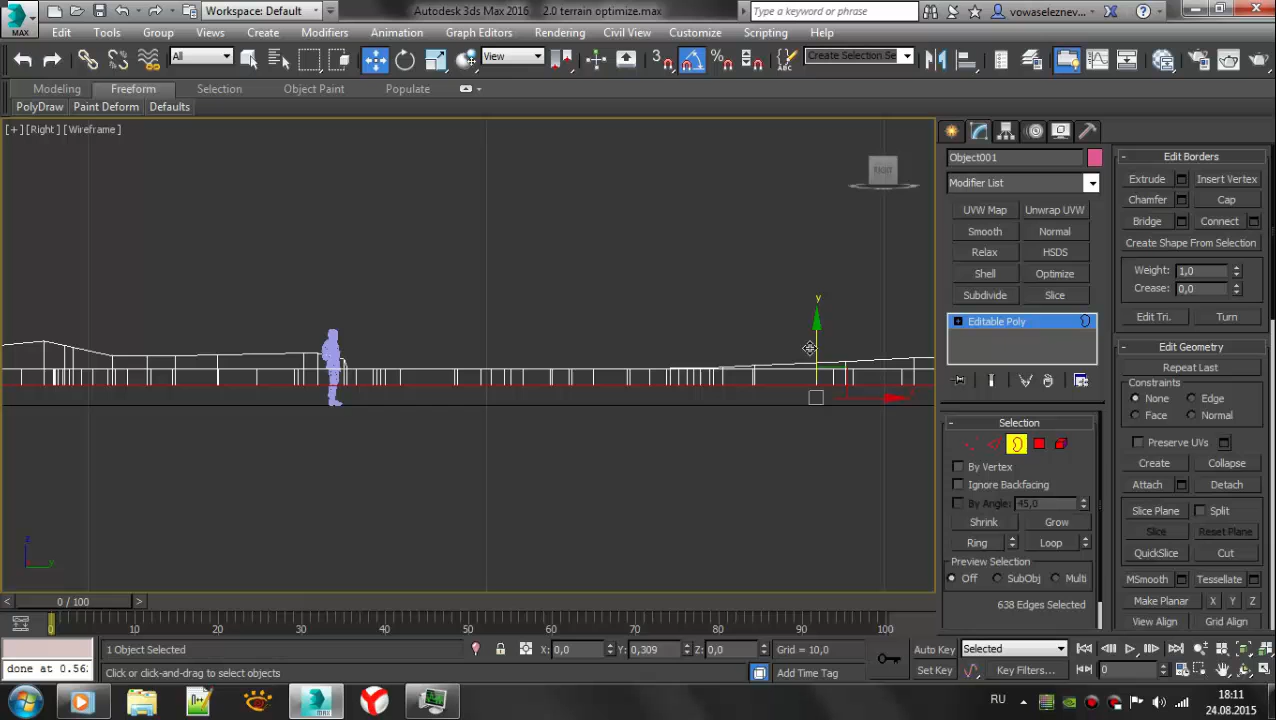 MAX
Workspace: Default
Autodesk 3ds Max 2016
2.0 terrain optimize.max
Type a keyword or phrase
vowaseleznev...
Edit
Tools
Group
Views
Create
Modifiers
Animation
Graph Editors
Rendering
Civil View
Customize
Scripting
Help
All
View
3
Create Selection Se
Modeling
Freeform
Selection
Object Paint
Populate
PolyDraw
Paint Deform
Defaults
[+] [Right] [Wireframe]
RIGHT
y
z
y
Object001
Modifier List
UVW Map
Unwrap UVW
Smooth
Normal
Relax
HSDS
Shell
Optimize
Subdivide
Slice
Editable Poly
Selection
By Vertex
Ignore Backfacing
By Angle:
45,0
Shrink
Grow
Ring
Loop
Preview Selection
Off
SubObj
Multi
638 Edges Selected
Edit Borders
Extrude
Insert Vertex
Chamfer
Cap
Bridge
Connect
Create Shape From Selection
Weight:
1,0
Crease:
0,0
Edit Tri.
Turn
Edit Geometry
Repeat Last
Constraints
None
Edge
Face
Normal
Preserve UVs
Create
Collapse
Attach
Detach
Slice Plane
Split
Slice
Reset Plane
QuickSlice
Cut
MSmooth
Tessellate
Make Planar
X
Y
Z
View Align
Grid Align
0 / 100
0
10
20
30
40
50
60
70
80
90
100
1 Object Selected
X:
0,0
Y:
0,309
Z:
0,0
Grid = 10,0
Auto Key
Selected
done at 0.562
Click or click-and-drag to select objects
Add Time Tag
Set Key
Key Filters...
0
RU
18:11
24.08.2015